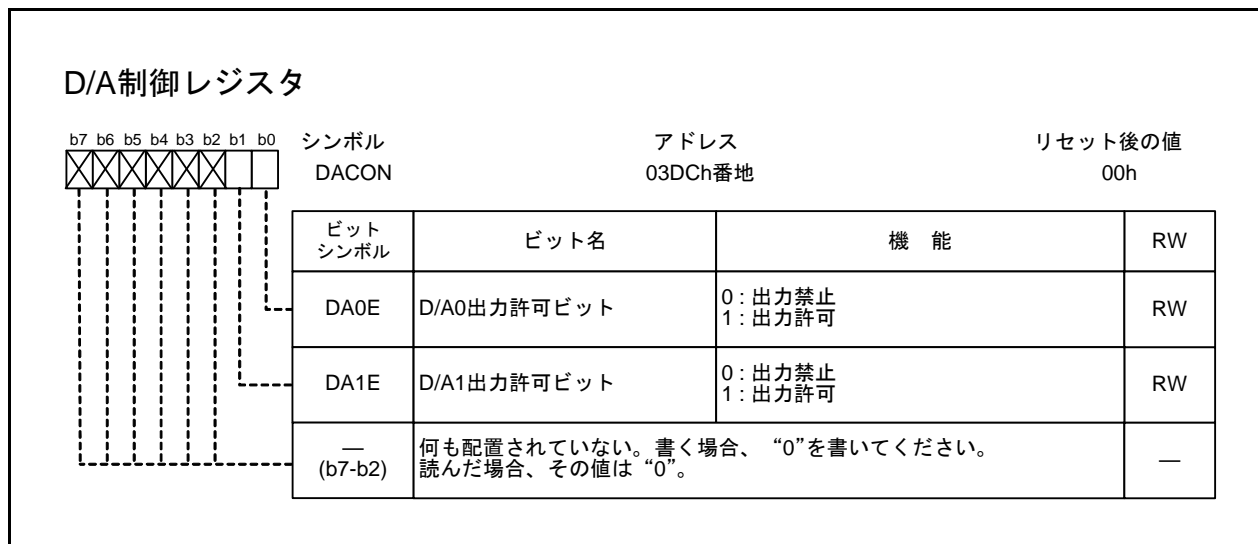 D/A制御レジスタ
b7 b6 b5 b4 b3 b2 b1 b0 シンボル アドレス リセット後の値
DACON 03DCh番地 00h
ビット
シンボル
ビット名 機 能 RW
DA0E D/A0出力許可ビット 0 : 出力禁止
1 : 出力許可
RW
DA1E D/A1出力許可ビット 0 : 出力禁止
1 : 出力許可
RW
—
(b7-b2)
何も配置されていない。書く場合、 “0”を書いてください。
読んだ場合、その値は “0”。
—